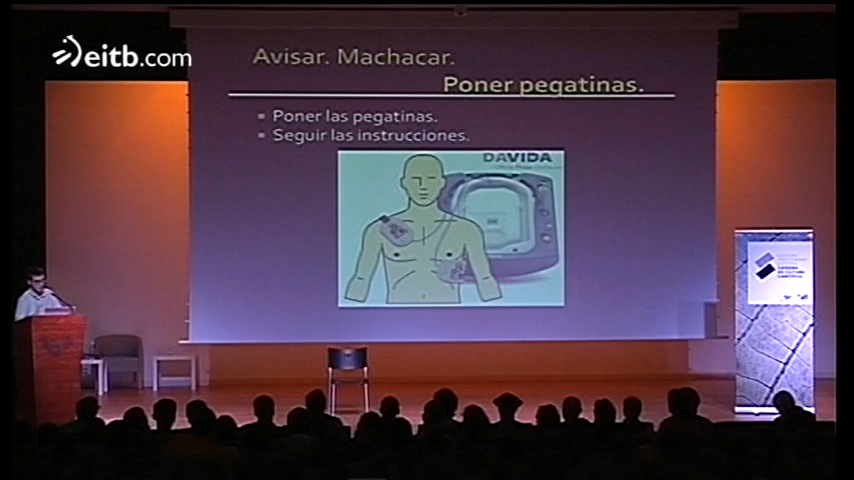 eitb.com
Avisar. Machacar.
Poner pegatinas.
Poner las pegatinas.
Seguir las instrucciones.
DAVIDA